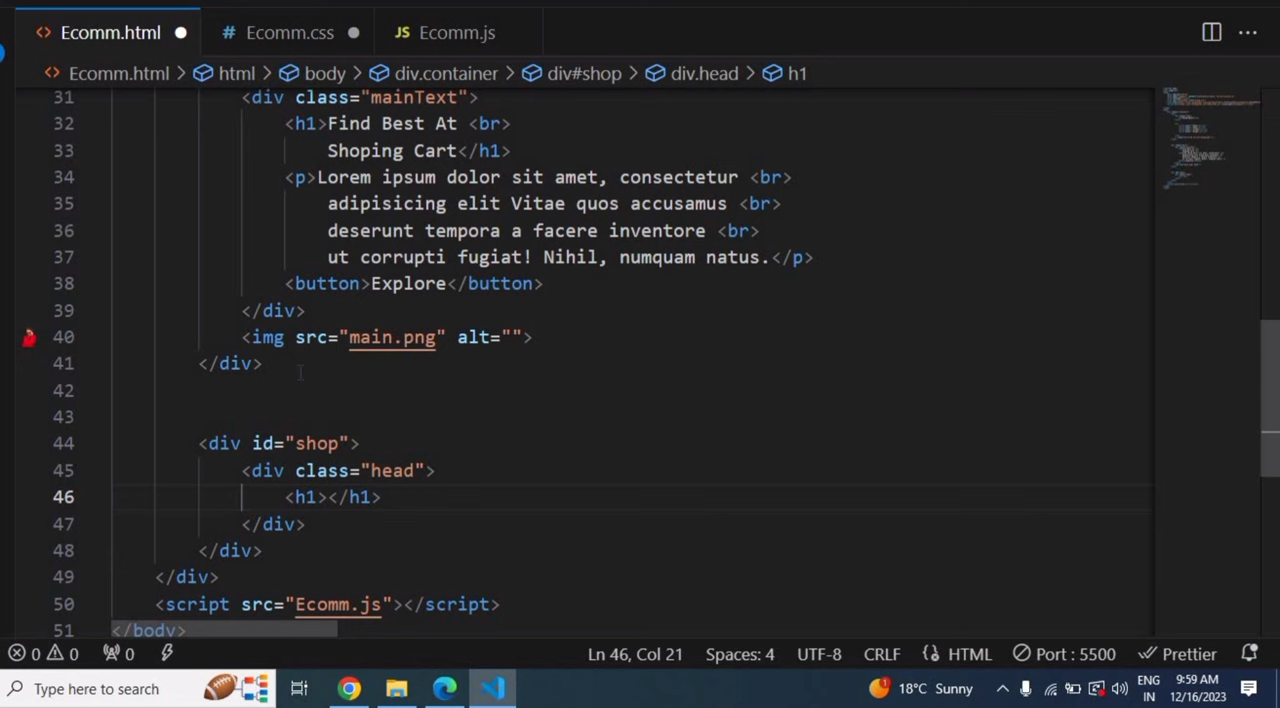 Ecomm.html # Ecomm.css JS Ecomm.js ...
Ecomm.html > html > body > div.container > div#shop > div.head > h1
31 <div class="mainText">
32 <h1>Find Best At <br>
33 Shoping Cart</h1>
34 <p>Lorem ipsum dolor sit amet, consectetur <br>
35 adipisicing elit Vitae quos accusamus <br>
36 deserunt tempora a facere inventore <br>
37 ut corrupti fugiat! Nihil, numquam natus.</p>
38 <button>Explore</button>
39 </div>
40 <img src="main.png" alt="">
41 </div>
42
43
44 <div id="shop">
45 <div class="head">
46 <h1></h1>
47 </div>
48 </div>
49 </div>
50 <script src="Ecomm.js"></script>
51 </body>
0 0 0 Ln 46, Col 21 Spaces: 4 UTF-8 CRLF HTML Port : 5500 Prettier
Type here to search 18°C Sunny ENG 9:59 AM
IN 12/16/2023